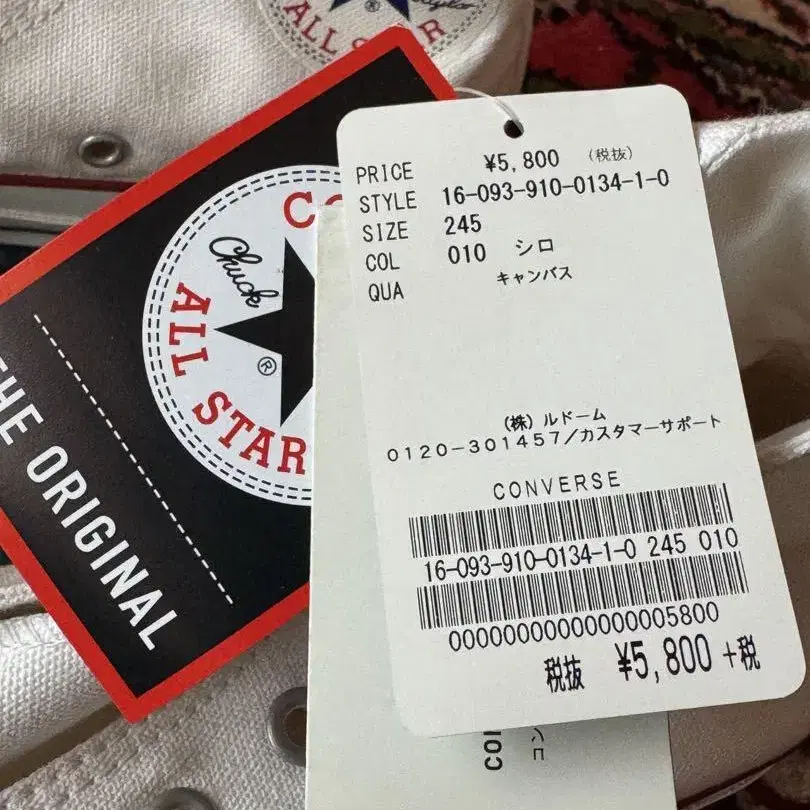 ALL STAR
Chuck
ALL STAR
®
THE ORIGINAL
PRICE ¥5,800 (税抜)
STYLE 16-093-910-0134-1-0
SIZE 245
COL 010 シロ
QUA キャンバス
(株)ルドーム
0120-301457/カスタマーサポート
CONVERSE
16-093-910-0134-1-0 245 010
00000000000000005800
税抜 ¥5,800+税